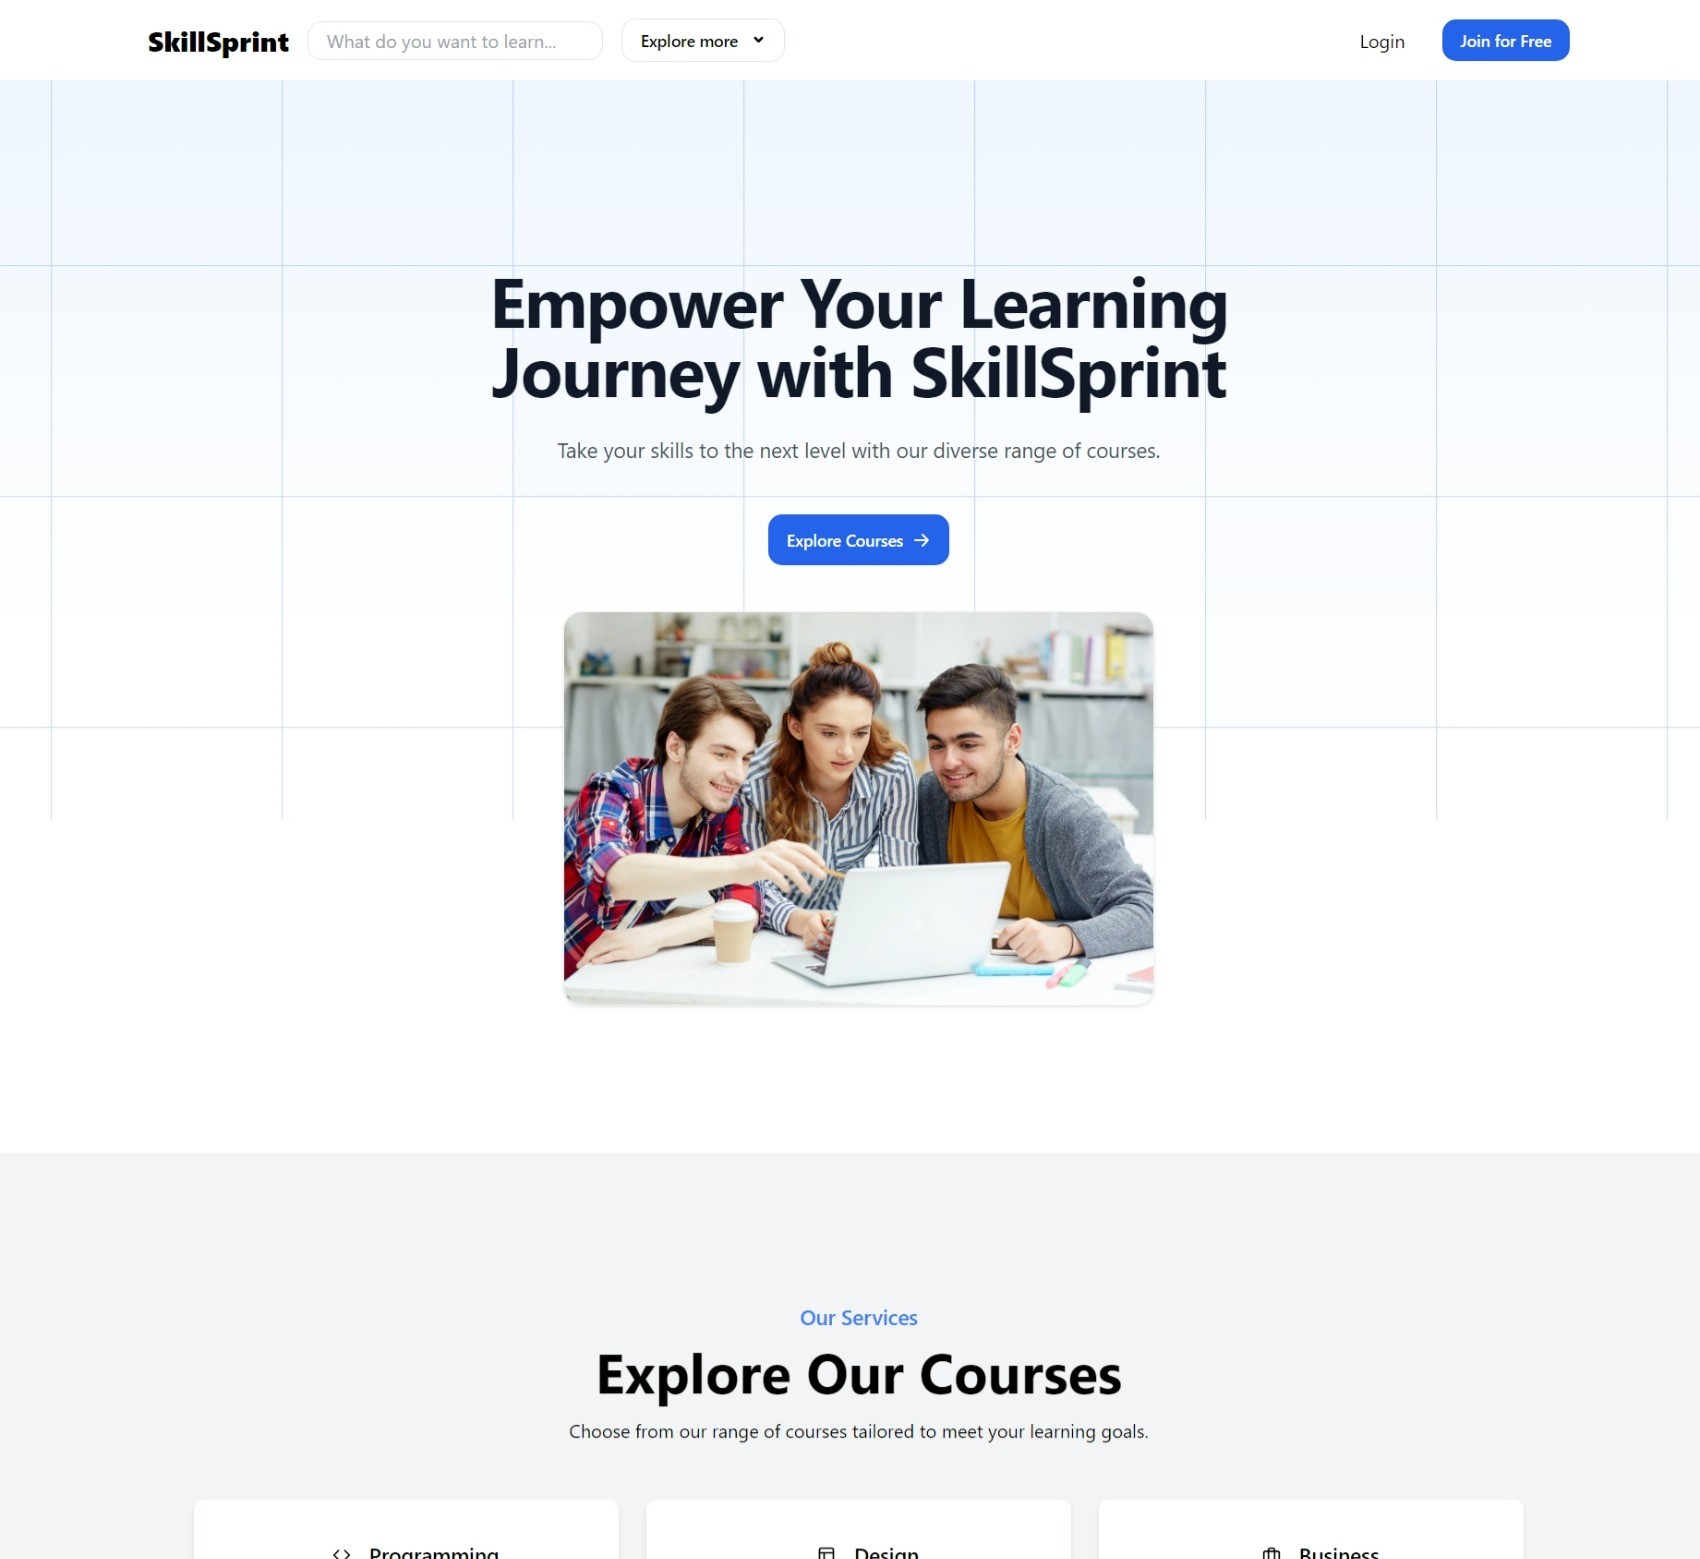 SkillSprint
What do you want to learn...
Explore more
Login
Join for Free
Empower Your Learning
Journey with SkillSprint
Take your skills to the next level with our diverse range of courses.
Explore Courses
Our Services
Explore Our Courses
Choose from our range of courses tailored to meet your learning goals.
Programming
Design
Business